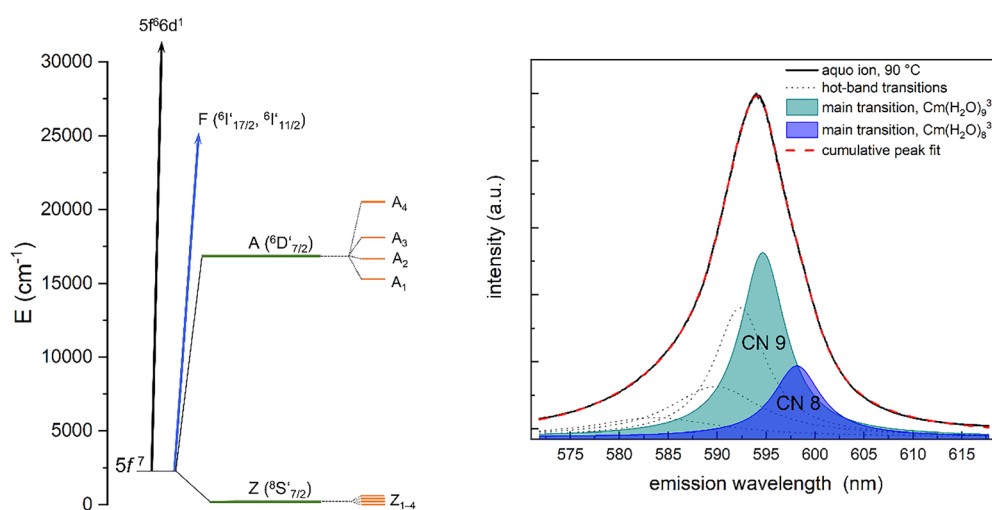 5f⁶6d¹
30000
25000
20000
15000
10000
5000
0
E (cm⁻¹)
F (⁶I'₁₇/₂, ⁶I'₁₁/₂)
A (⁶D'₇/₂)
A₄
A₃
A₂
A₁
5f ⁷
Z (⁸S'₇/₂)
Z₁₋₄
aquo ion, 90 °C
hot-band transitions
main transition, Cm(H₂O)₉³
main transition, Cm(H₂O)₈³
cumulative peak fit
intensity (a.u.)
CN 9
CN 8
575 580 585 590 595 600 605 610 615
emission wavelength (nm)